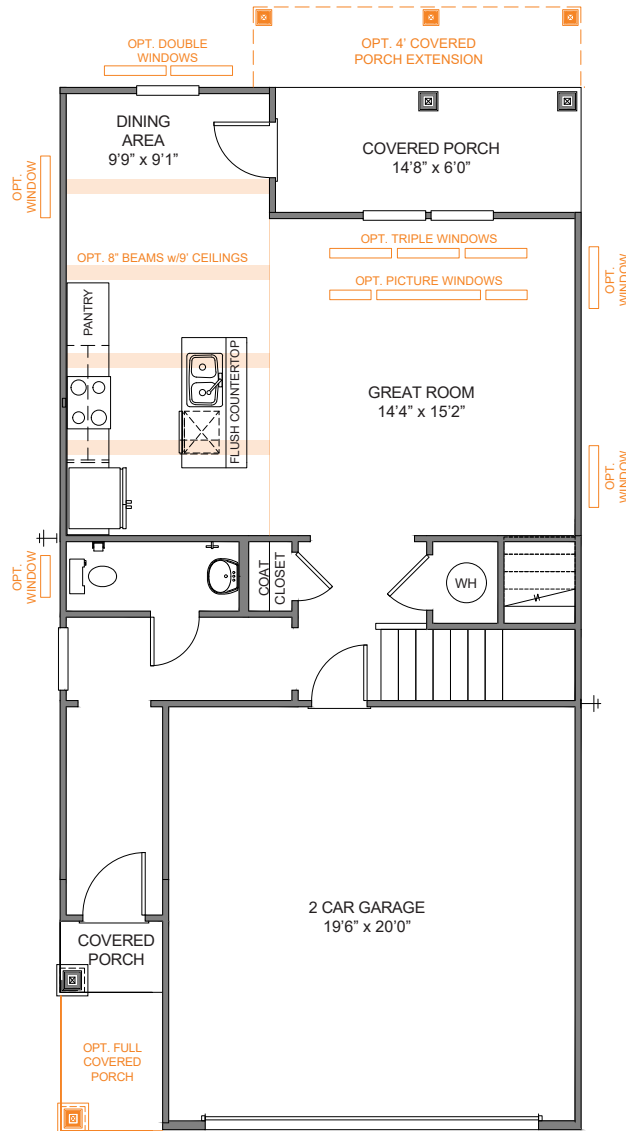 OPT. DOUBLE
WINDOWS
OPT. 4' COVERED
PORCH EXTENSION
DINING
AREA
9'9” x 9'1”
COVERED PORCH
14'8” x 6'0”
OPT.
WINDOW
OPT. TRIPLE WINDOWS
OPT. 8” BEAMS w/9' CEILINGS
OPT. PICTURE WINDOWS
OPT.
WINDOW
PANTRY
FLUSH COUNTERTOP
GREAT ROOM
14'4” x 15'2”
OPT.
WINDOW
OPT.
WINDOW
COAT
CLOSET
WH
2 CAR GARAGE
19'6” x 20'0”
COVERED
PORCH
OPT. FULL
COVERED
PORCH